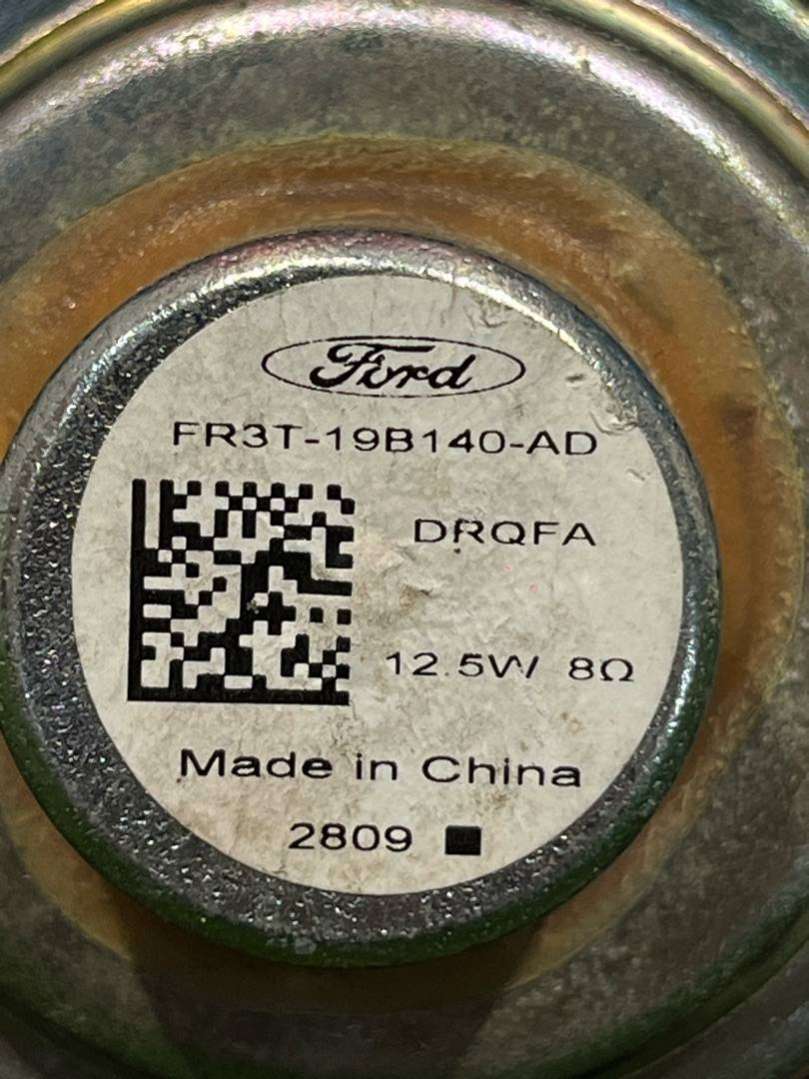 Ford
FR3T-19B140-AD
DRQFA
12.5W 8Ω
Made in China
2809